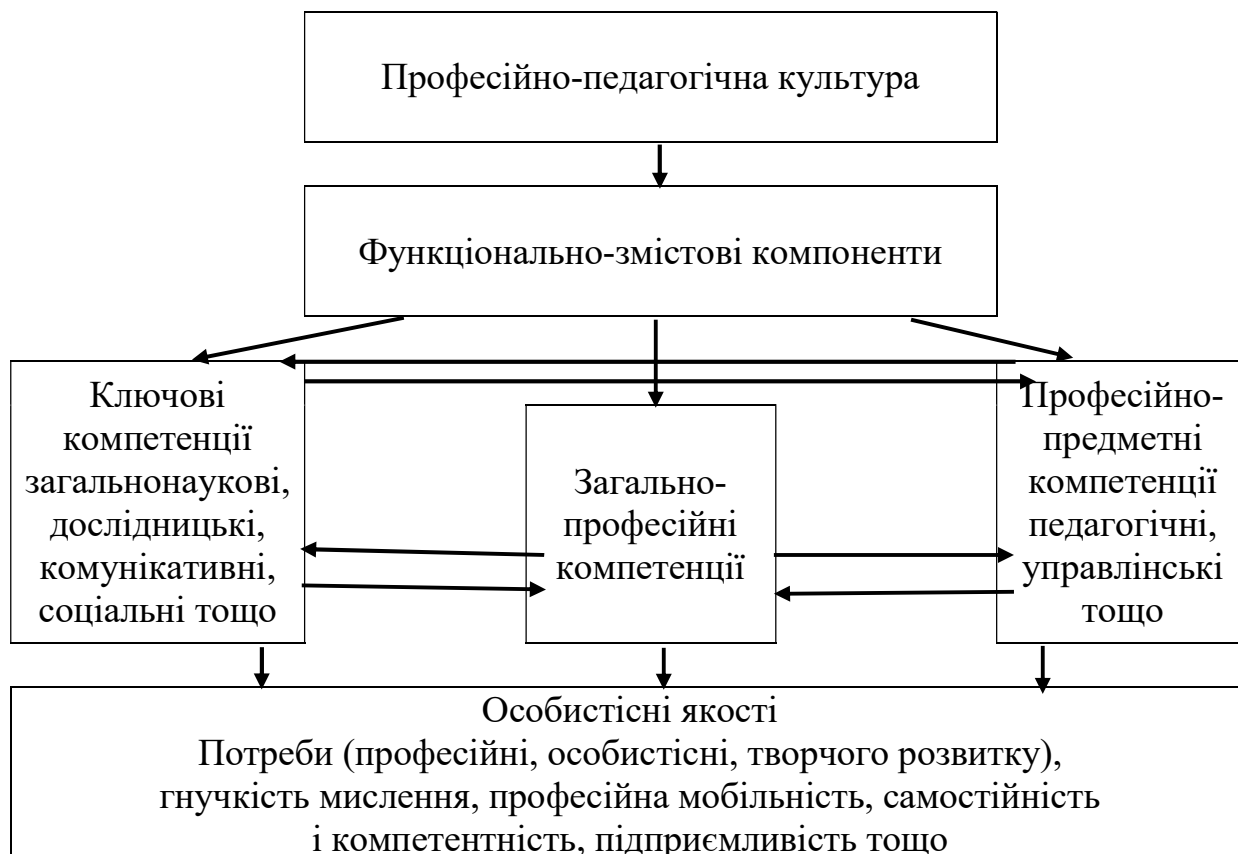 Професійно-педагогічна культура
Функціонально-змістові компоненти
Ключові
компетенції
загальнонаукові,
дослідницькі,
комунікативні,
соціальні тощо
Загально-
професійні
компетенції
Професійно-
предметні
компетенції
педагогічні,
управлінські
тощо
Особистісні якості
Потреби (професійні, особистісні, творчого розвитку),
гнучкість мислення, професійна мобільність, самостійність
і компетентність, підприємливість тощо